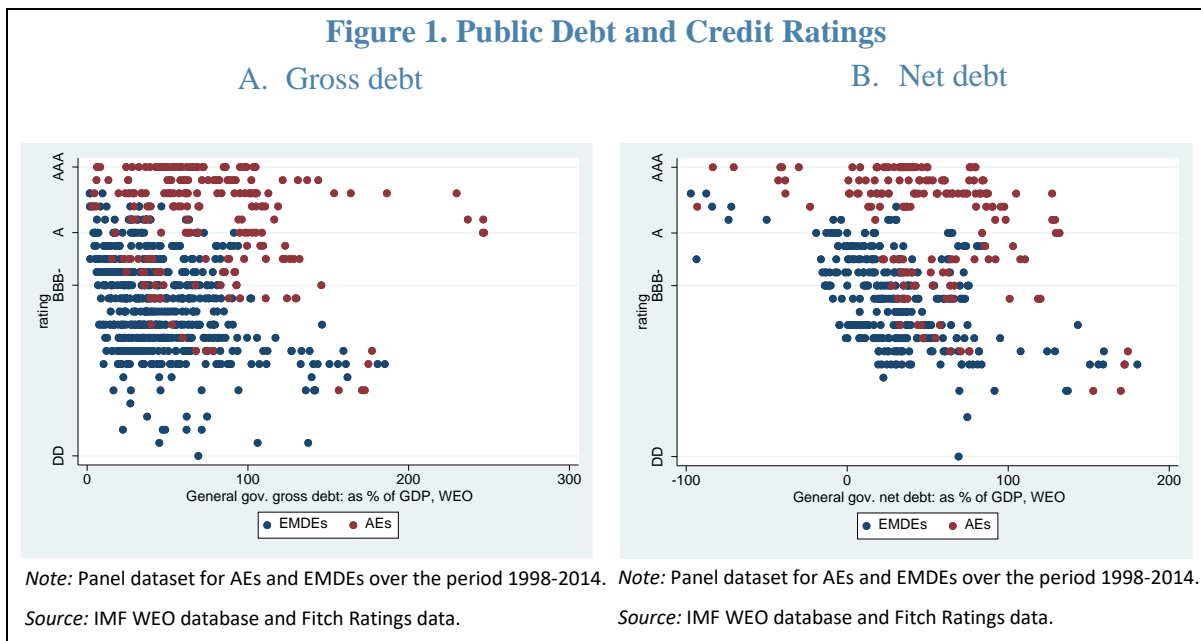 Figure 1. Public Debt and Credit Ratings
A. Gross debt
B. Net debt
rating
AAA
A
BBB-
DD
0
100
200
300
General gov. gross debt: as % of GDP, WEO
EMDEs
AEs
rating
AAA
A
BBB-
DD
-100
0
100
200
General gov. net debt: as % of GDP, WEO
EMDEs
AEs
Note: Panel dataset for AEs and EMDEs over the period 1998-2014.
Source: IMF WEO database and Fitch Ratings data.
Note: Panel dataset for AEs and EMDEs over the period 1998-2014.
Source: IMF WEO database and Fitch Ratings data.